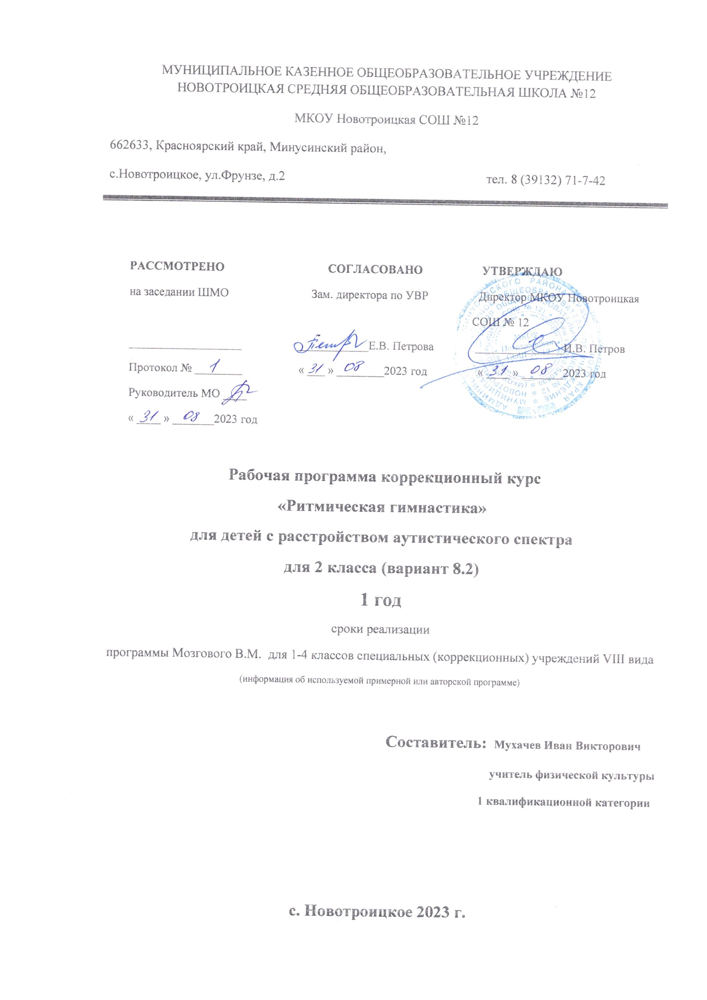 МУНИЦИПАЛЬНОЕ КАЗЕННОЕ ОБЩЕОБРАЗОВАТЕЛЬНОЕ УЧРЕЖДЕНИЕ
НОВОТРОИЦКАЯ СРЕДНЯЯ ОБЩЕОБРАЗОВАТЕЛЬНАЯ ШКОЛА №12
МКОУ Новотроицкая СОШ №12
662633, Красноярский край, Минусинский район,
с.Новотроицкое, ул.Фрунзе, д.2 тел. 8 (39132) 71-7-42
РАССМОТРЕНО
на заседании ШМО
Протокол № 1
Руководитель МО
« 31 » 08 2023 год
СОГЛАСОВАНО
Зам. директора по УВР
Е.В. Петрова
« 31 » 08 2023 год
УТВЕРЖДАЮ
Директор МКОУ Новотроицкая
СОШ № 12
И.В. Петров
« 31 » 08 2023 год
МКОУ
Новотроицкая
СОШ № 12
Рабочая программа коррекционный курс
«Ритмическая гимнастика»
для детей с расстройством аутистического спектра
для 2 класса (вариант 8.2)
1 год
сроки реализации
программы Мозгового В.М. для 1-4 классов специальных (коррекционных) учреждений VIII вида
(информация об используемой примерной или авторской программе)
Составитель: Мухачев Иван Викторович
учитель физической культуры
1 квалификационной категории
с. Новотроицкое 2023 г.